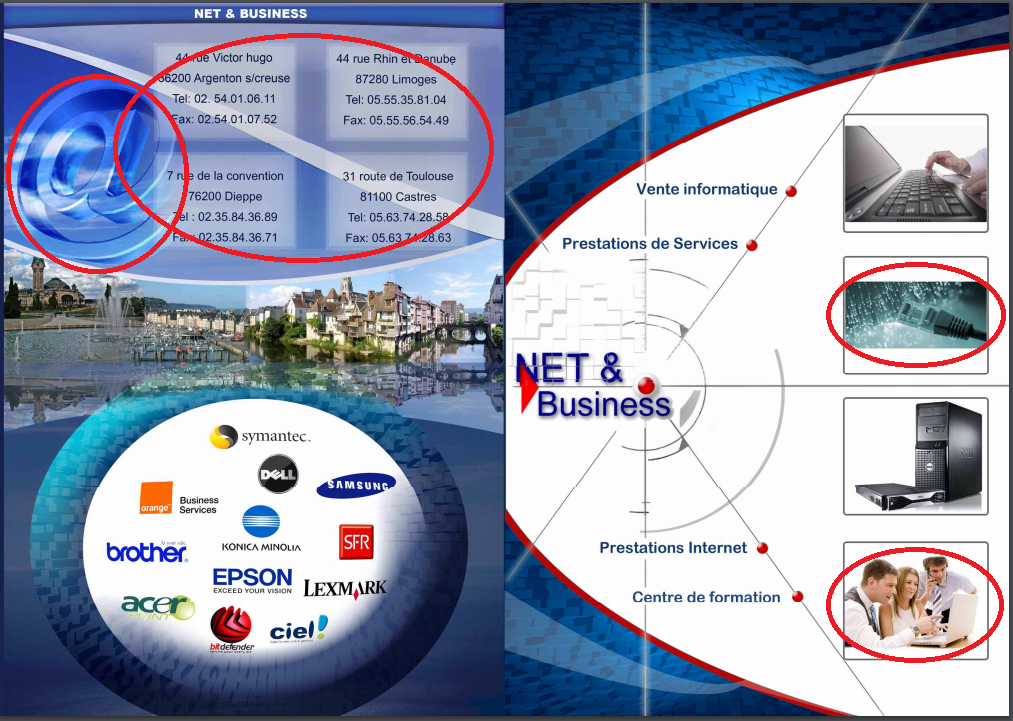 NET & BUSINESS
44 rue Victor hugo
36200 Argenton s/creuse
Tel: 02. 54.01.06.11
Fax: 02.54.01.07.52
44 rue Rhin et Danube
87280 Limoges
Tel: 05.55.35.81.04
Fax: 05.55.56.54.49
7 rue de la convention
76200 Dieppe
Tel : 02.35.84.36.89
Fax: 02.35.84.36.71
31 route de Toulouse
81100 Castres
Tel: 05.63.74.28.58
Fax: 05.63.74.28.63
symantec.
DELL
SAMSUNG
orange
Business
Services
KONICA MINOLTA
SFR
At your side.
brother
EPSON
EXCEED YOUR VISION
LEXMARK
acer
POINT
bitdefender
ciel!
Vente informatique
Prestations de Services
NET &
Business
Prestations Internet
Centre de formation